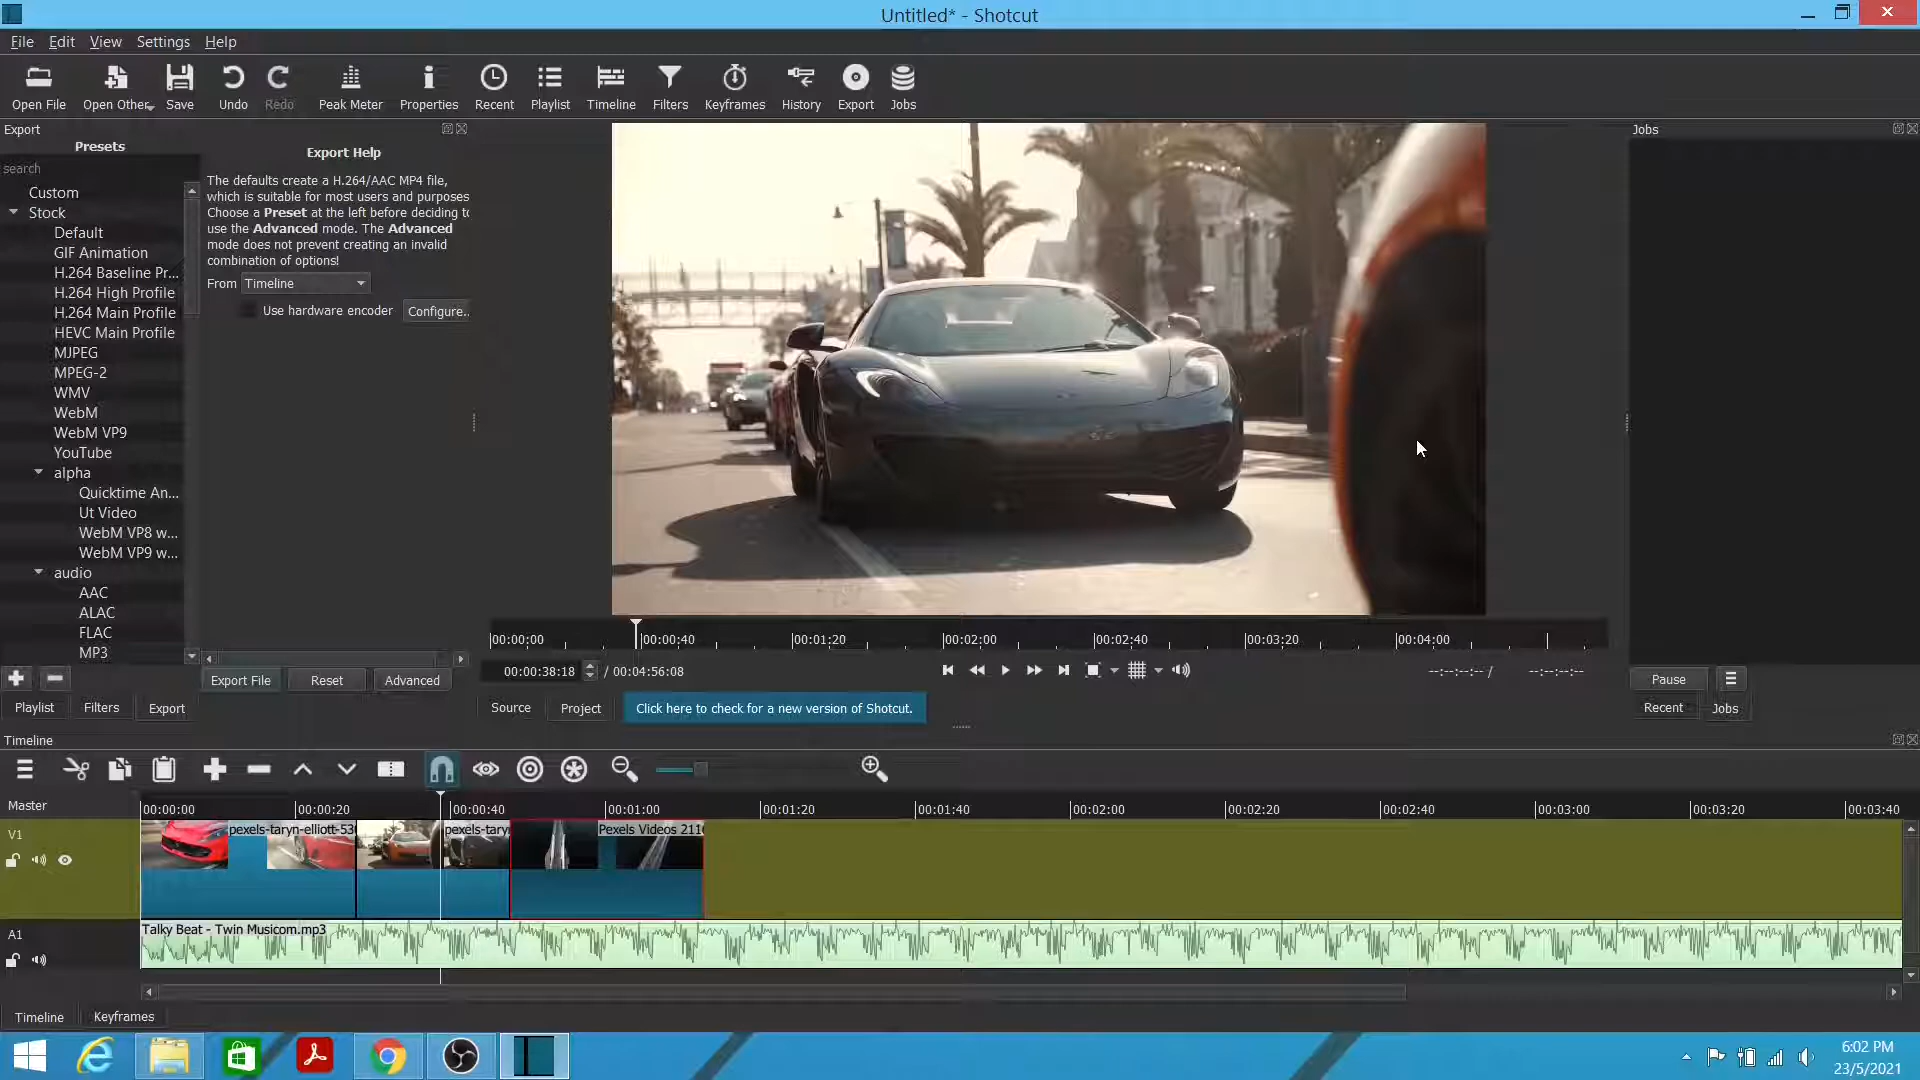 Untitled* - Shotcut
File Edit View Settings Help
Open File Open Other Save Undo Redo Peak Meter Properties Recent Playlist Timeline Filters Keyframes History Export Jobs
Export
Presets
search
Custom
Stock
Default
GIF Animation
H.264 Baseline Pr...
H.264 High Profile
H.264 Main Profile
HEVC Main Profile
MJPEG
MPEG-2
WMV
WebM
WebM VP9
YouTube
alpha
Quicktime An...
Ut Video
WebM VP8 w...
WebM VP9 w...
audio
AAC
ALAC
FLAC
MP3
Export Help
The defaults create a H.264/AAC MP4 file,
which is suitable for most users and purposes
Choose a Preset at the left before deciding to
use the Advanced mode. The Advanced
mode does not prevent creating an invalid
combination of options!
From Timeline
Use hardware encoder Configure..
Export File Reset Advanced
Playlist Filters Export
00:00:00 00:00:40 00:01:20 00:02:00 00:02:40 00:03:20 00:04:00
00:00:38:18 / 00:04:56:08 --:--:--:-- / --:--:--:--
Source Project Click here to check for a new version of Shotcut.
Jobs
Pause
Recent Jobs
Timeline
Master 00:00:00 00:00:20 00:00:40 00:01:00 00:01:20 00:01:40 00:02:00 00:02:20 00:02:40 00:03:00 00:03:20 00:03:40
V1 pexels-taryn-elliott-53 pexels-tary Pexels Videos 211
A1 Talky Beat - Twin Musicom.mp3
Timeline Keyframes
6:02 PM
23/5/2021